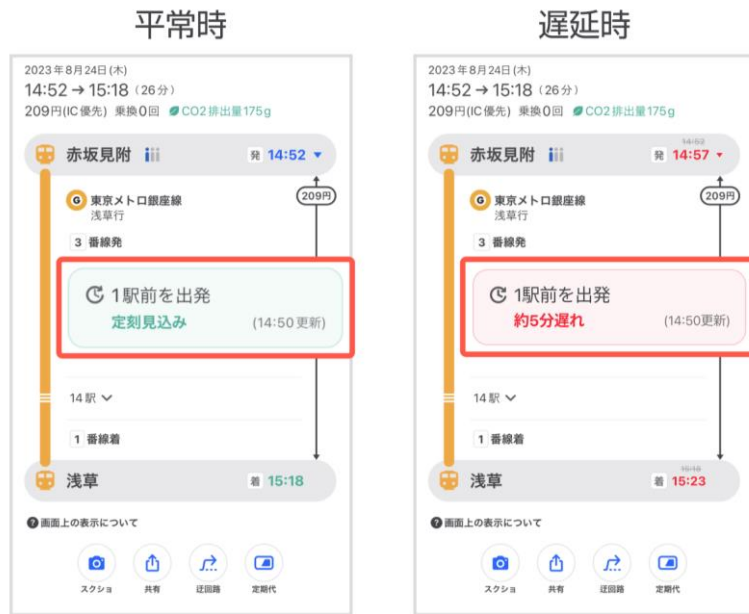 平常時
2023年8月24日(木)
14:52 → 15:18 (26分)
209円(IC優先) 乗換0回 CO2排出量175g
赤坂見附 発 14:52
G 東京メトロ銀座線
209円
浅草行
3 番線発
1駅前を出発
定刻見込み (14:50更新)
14駅
1 番線着
浅草 着 15:18
?画面上の表示について
スクショ 共有 迂回路 定期代
遅延時
2023年8月24日(木)
14:52 → 15:18 (26分)
209円(IC優先) 乗換0回 CO2排出量175g
14:52
赤坂見附 発 14:57
G 東京メトロ銀座線
209円
浅草行
3 番線発
1駅前を出発
約5分遅れ (14:50更新)
14駅
1 番線着
15:18
浅草 着 15:23
?画面上の表示について
スクショ 共有 迂回路 定期代